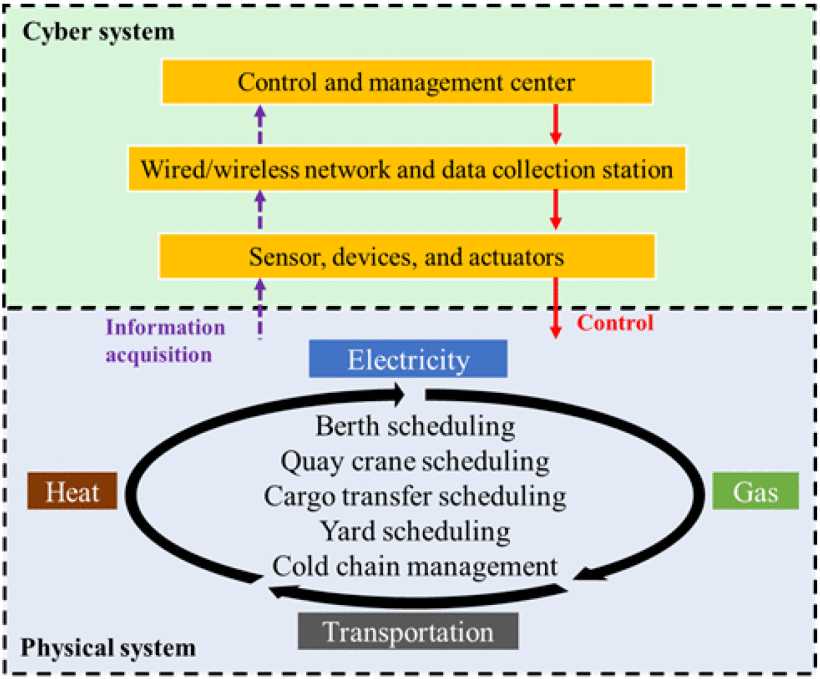 Cyber system
Control and management center
Wired/wireless network and data collection station
Sensor, devices, and actuators
Information
acquisition
Control
Electricity
Berth scheduling
Quay crane scheduling
Heat
Cargo transfer scheduling
Gas
Yard scheduling
Cold chain management
Transportation
Physical system